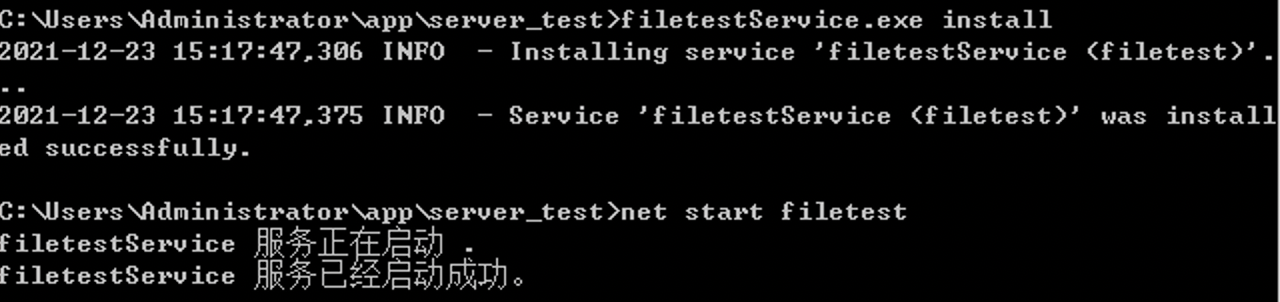 C:\Users\Administrator\app\server_test>filetestService.exe install
2021-12-23 15:17:47,306 INFO  - Installing service 'filetestService (filetest)'.
..
2021-12-23 15:17:47,375 INFO  - Service 'filetestService (filetest)' was install
ed successfully.
C:\Users\Administrator\app\server_test>net start filetest
filetestService 服务正在启动 .
filetestService 服务已经启动成功。